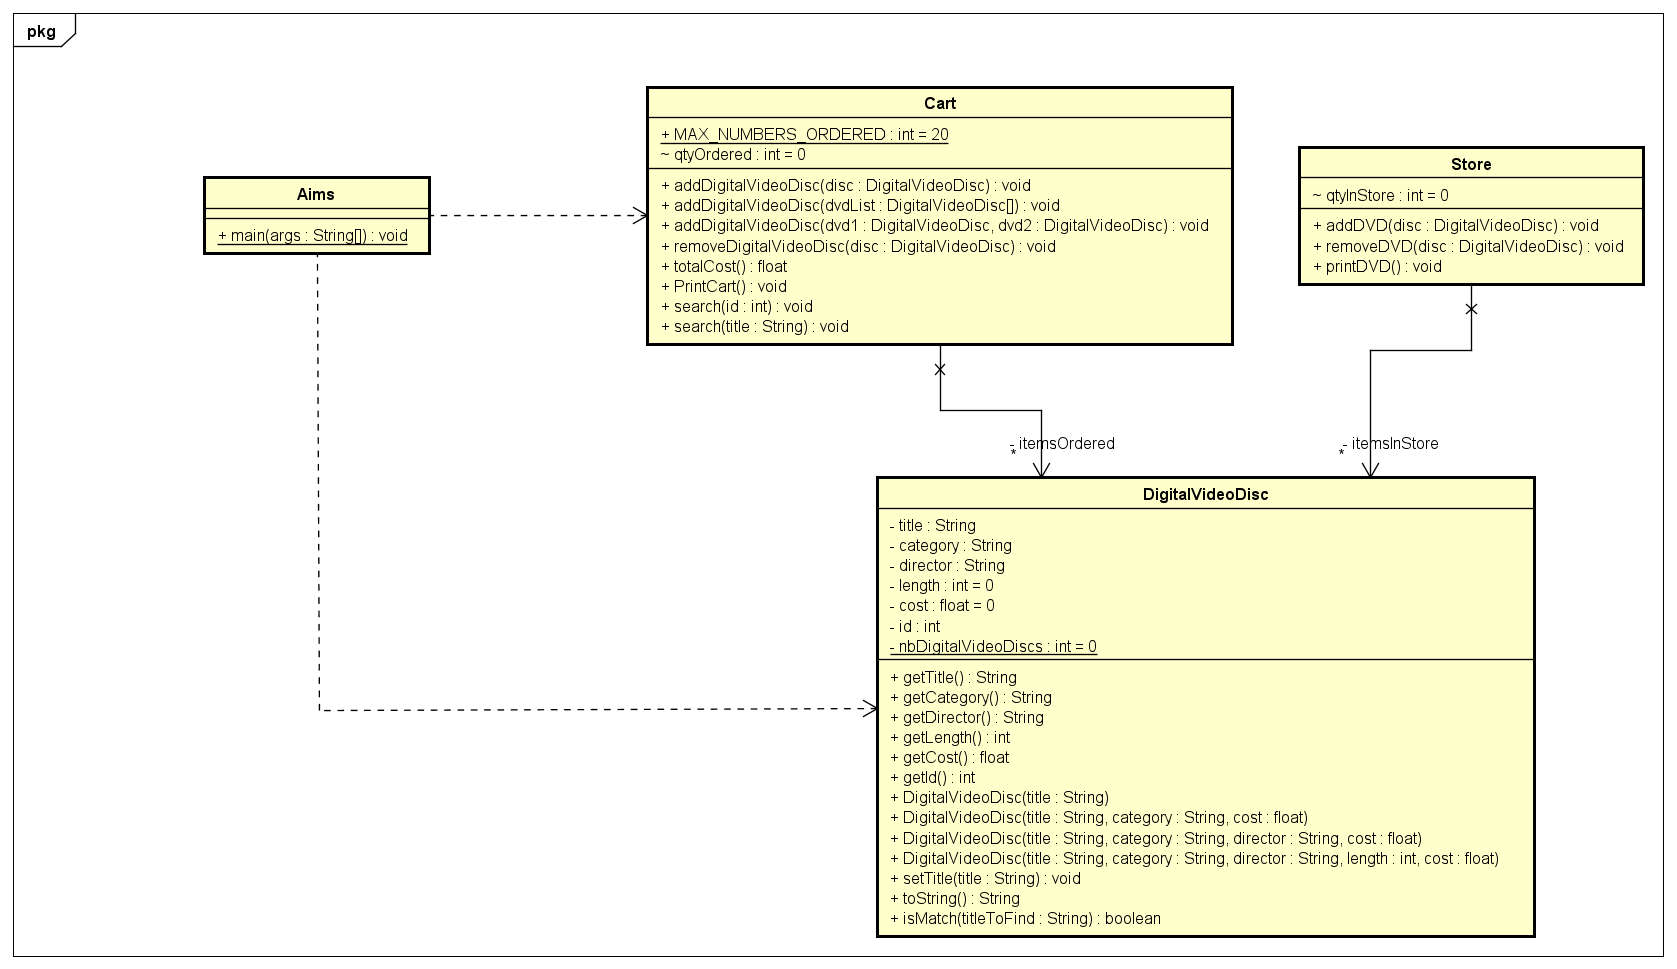 pkg
Aims
+ main(args : String[]) : void
Cart
+ MAX_NUMBERS_ORDERED : int = 20
~ qtyOrdered : int = 0
+ addDigitalVideoDisc(disc : DigitalVideoDisc) : void
+ addDigitalVideoDisc(dvdList : DigitalVideoDisc[]) : void
+ addDigitalVideoDisc(dvd1 : DigitalVideoDisc, dvd2 : DigitalVideoDisc) : void
+ removeDigitalVideoDisc(disc : DigitalVideoDisc) : void
+ totalCost() : float
+ PrintCart() : void
+ search(id : int) : void
+ search(title : String) : void
Store
~ qtyInStore : int = 0
+ addDVD(disc : DigitalVideoDisc) : void
+ removeDVD(disc : DigitalVideoDisc) : void
+ printDVD() : void
- itemsOrdered
*
- itemsInStore
*
DigitalVideoDisc
- title : String
- category : String
- director : String
- length : int = 0
- cost : float = 0
- id : int
- nbDigitalVideoDiscs : int = 0
+ getTitle() : String
+ getCategory() : String
+ getDirector() : String
+ getLength() : int
+ getCost() : float
+ getId() : int
+ DigitalVideoDisc(title : String)
+ DigitalVideoDisc(title : String, category : String, cost : float)
+ DigitalVideoDisc(title : String, category : String, director : String, cost : float)
+ DigitalVideoDisc(title : String, category : String, director : String, length : int, cost : float)
+ setTitle(title : String) : void
+ toString() : String
+ isMatch(titleToFind : String) : boolean